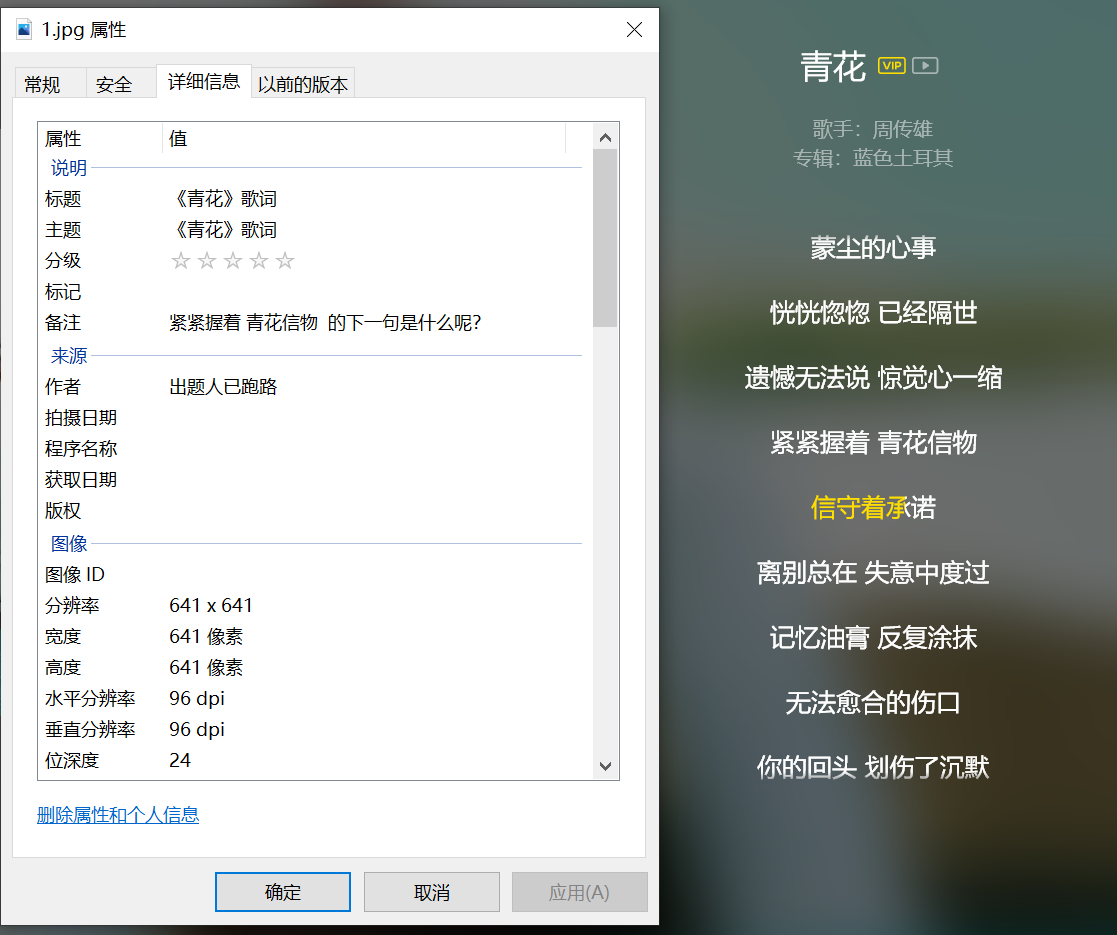 1.jpg 属性
常规 安全 详细信息 以前的版本
属性 值
说明
标题 《青花》歌词
主题 《青花》歌词
分级 ☆☆☆☆☆
标记
备注 紧紧握着 青花信物 的下一句是什么呢?
来源
作者 出题人已跑路
拍摄日期
程序名称
获取日期
版权
图像
图像 ID
分辨率 641 x 641
宽度 641 像素
高度 641 像素
水平分辨率 96 dpi
垂直分辨率 96 dpi
位深度 24
删除属性和个人信息
确定 取消 应用(A)
青花 VIP
歌手：周传雄
专辑：蓝色土耳其
蒙尘的心事
恍恍惚惚 已经隔世
遗憾无法说 惊觉心一缩
紧紧握着 青花信物
信守着承诺
离别总在 失意中度过
记忆油膏 反复涂抹
无法愈合的伤口
你的回头 划伤了沉默